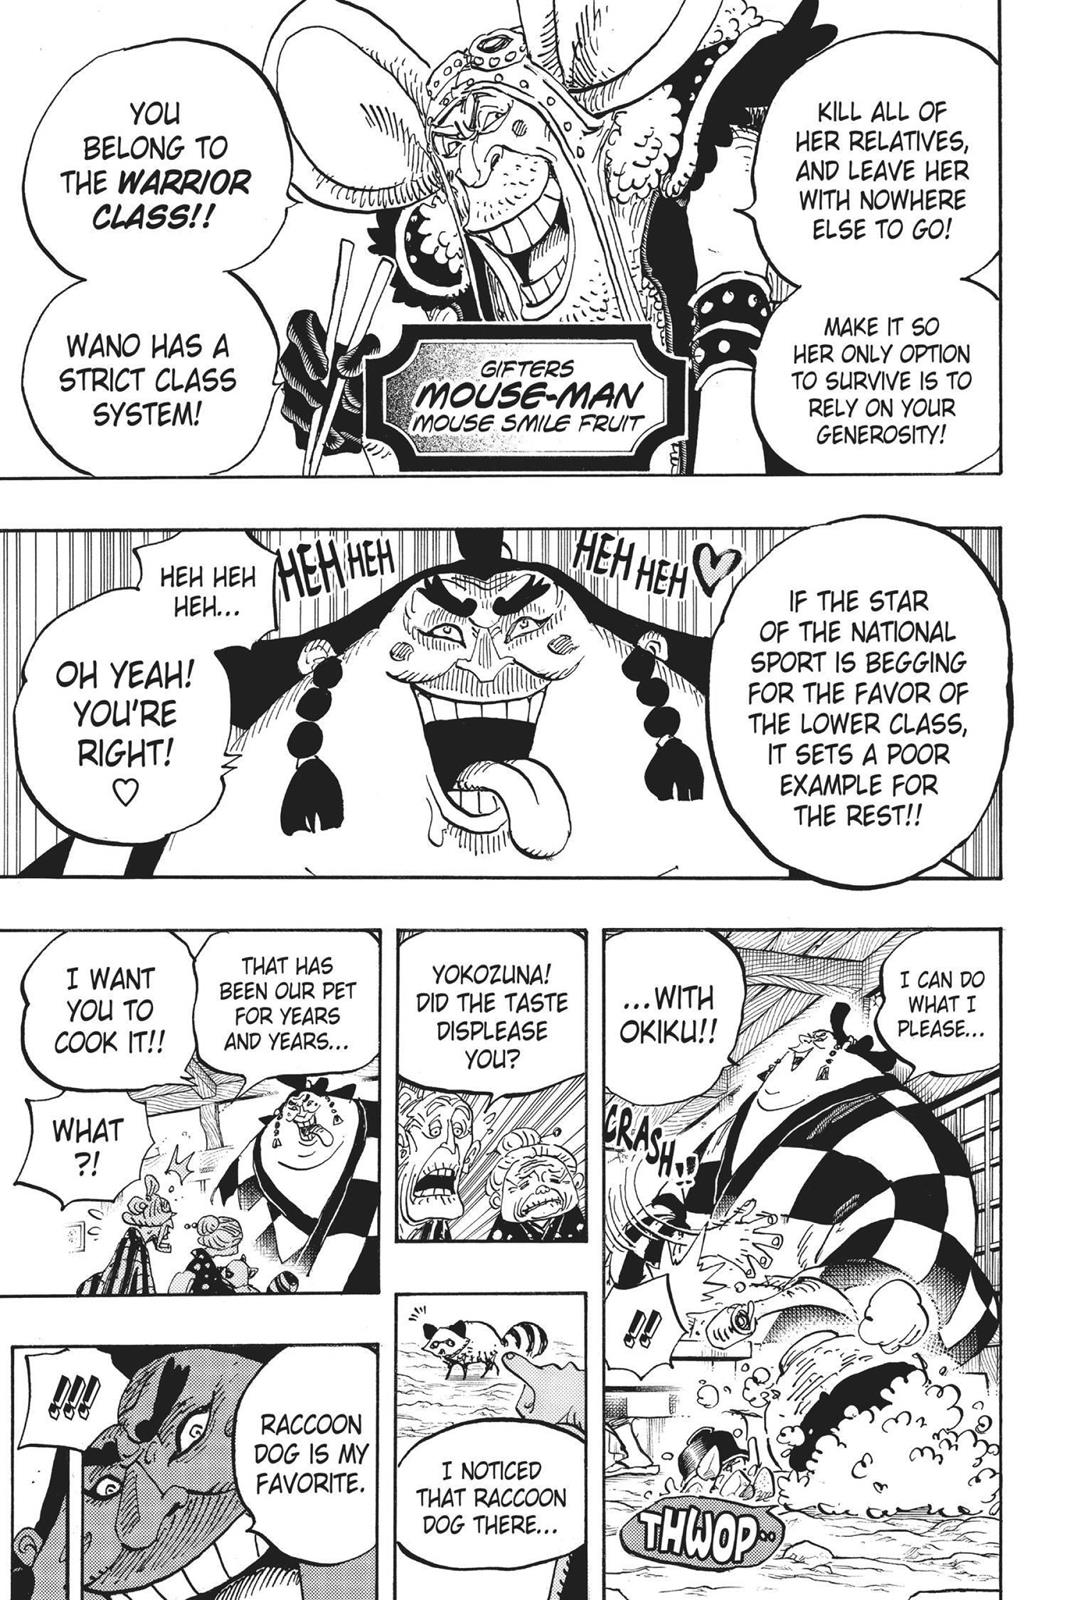 KILL ALL OF
HER RELATIVES,
AND LEAVE HER
WITH NOWHERE
ELSE TO GO!
MAKE IT SO
HER ONLY OPTION
TO SURVIVE IS TO
RELY ON YOUR
GENEROSITY!
GIFTERS
MOUSE-MAN
MOUSE SMILE FRUIT
YOU
BELONG TO
THE WARRIOR
CLASS!!
WANO HAS A
STRICT CLASS
SYSTEM!
IF THE STAR
OF THE NATIONAL
SPORT IS BEGGING
FOR THE FAVOR OF
THE LOWER CLASS,
IT SETS A POOR
EXAMPLE FOR
THE REST!!
HEH HEH
HEH HEH
HEH HEH
HEH...
OH YEAH!
YOU'RE
RIGHT!
♡
I CAN DO
WHAT I
PLEASE...
...WITH
OKIKU!!
CRASH!!
!!
THWOP...
YOKOZUNA!
DID THE TASTE
DISPLEASE
YOU?
I NOTICED
THAT RACCOON
DOG THERE...
THAT HAS
BEEN OUR PET
FOR YEARS
AND YEARS...
I WANT
YOU TO
COOK IT!!
WHAT
?!
RACCOON
DOG IS MY
FAVORITE.
!!!